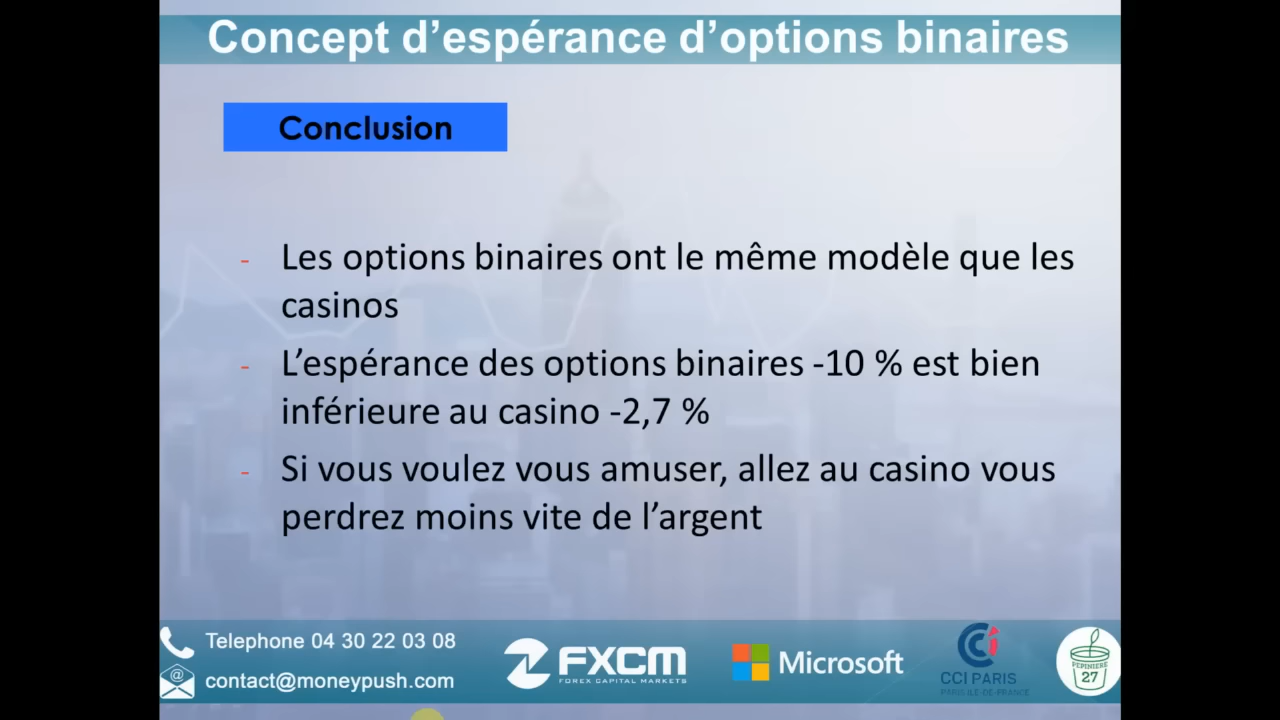 Concept d’espérance d’options binaires
Conclusion
- Les options binaires ont le même modèle que les
casinos
- L’espérance des options binaires -10 % est bien
inférieure au casino -2,7 %
- Si vous voulez vous amuser, allez au casino vous
perdrez moins vite de l’argent
Telephone 04 30 22 03 08
contact@moneypush.com
FXCM
FOREX CAPITAL MARKETS
Microsoft
CCI PARIS
PARIS ILE-DE-FRANCE
PEPINIERE
27